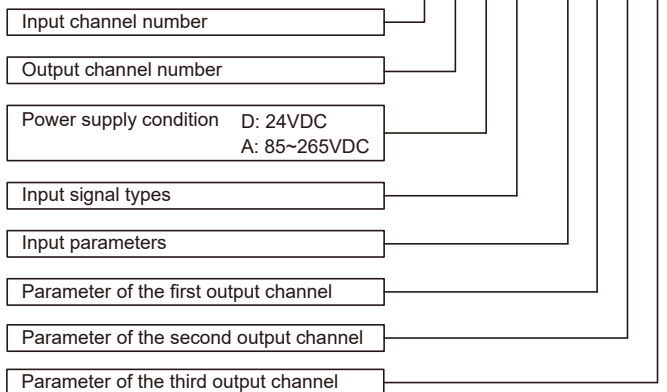 Input channel number
Output channel number
Power supply condition D: 24VDC
A: 85~265VDC
Input signal types
Input parameters
Parameter of the first output channel
Parameter of the second output channel
Parameter of the third output channel